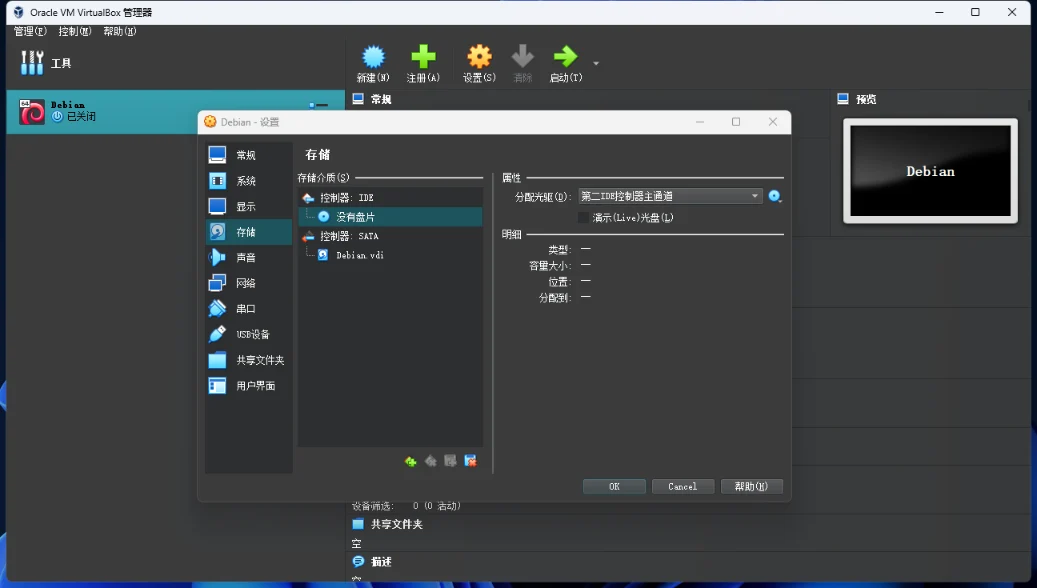 Oracle VM VirtualBox 管理器
管理(F) 控制(M) 帮助(H)
工具
新建(N) 注册(A) 设置(S) 清除 启动(T)
64
Debian
已关闭
常规
预览
Debian
Debian - 设置
常规
系统
显示
存储
声音
网络
串口
USB设备
共享文件夹
用户界面
存储
存储介质(S)
控制器: IDE
没有盘片
控制器: SATA
Debian.vdi
属性
分配光驱(D): 第二IDE控制器主通道
演示(Live)光盘(L)
明细
类型: —
容量大小: —
位置: —
分配到: —
OK Cancel 帮助(H)
设备筛选: 0 (0 活动)
共享文件夹
空
描述